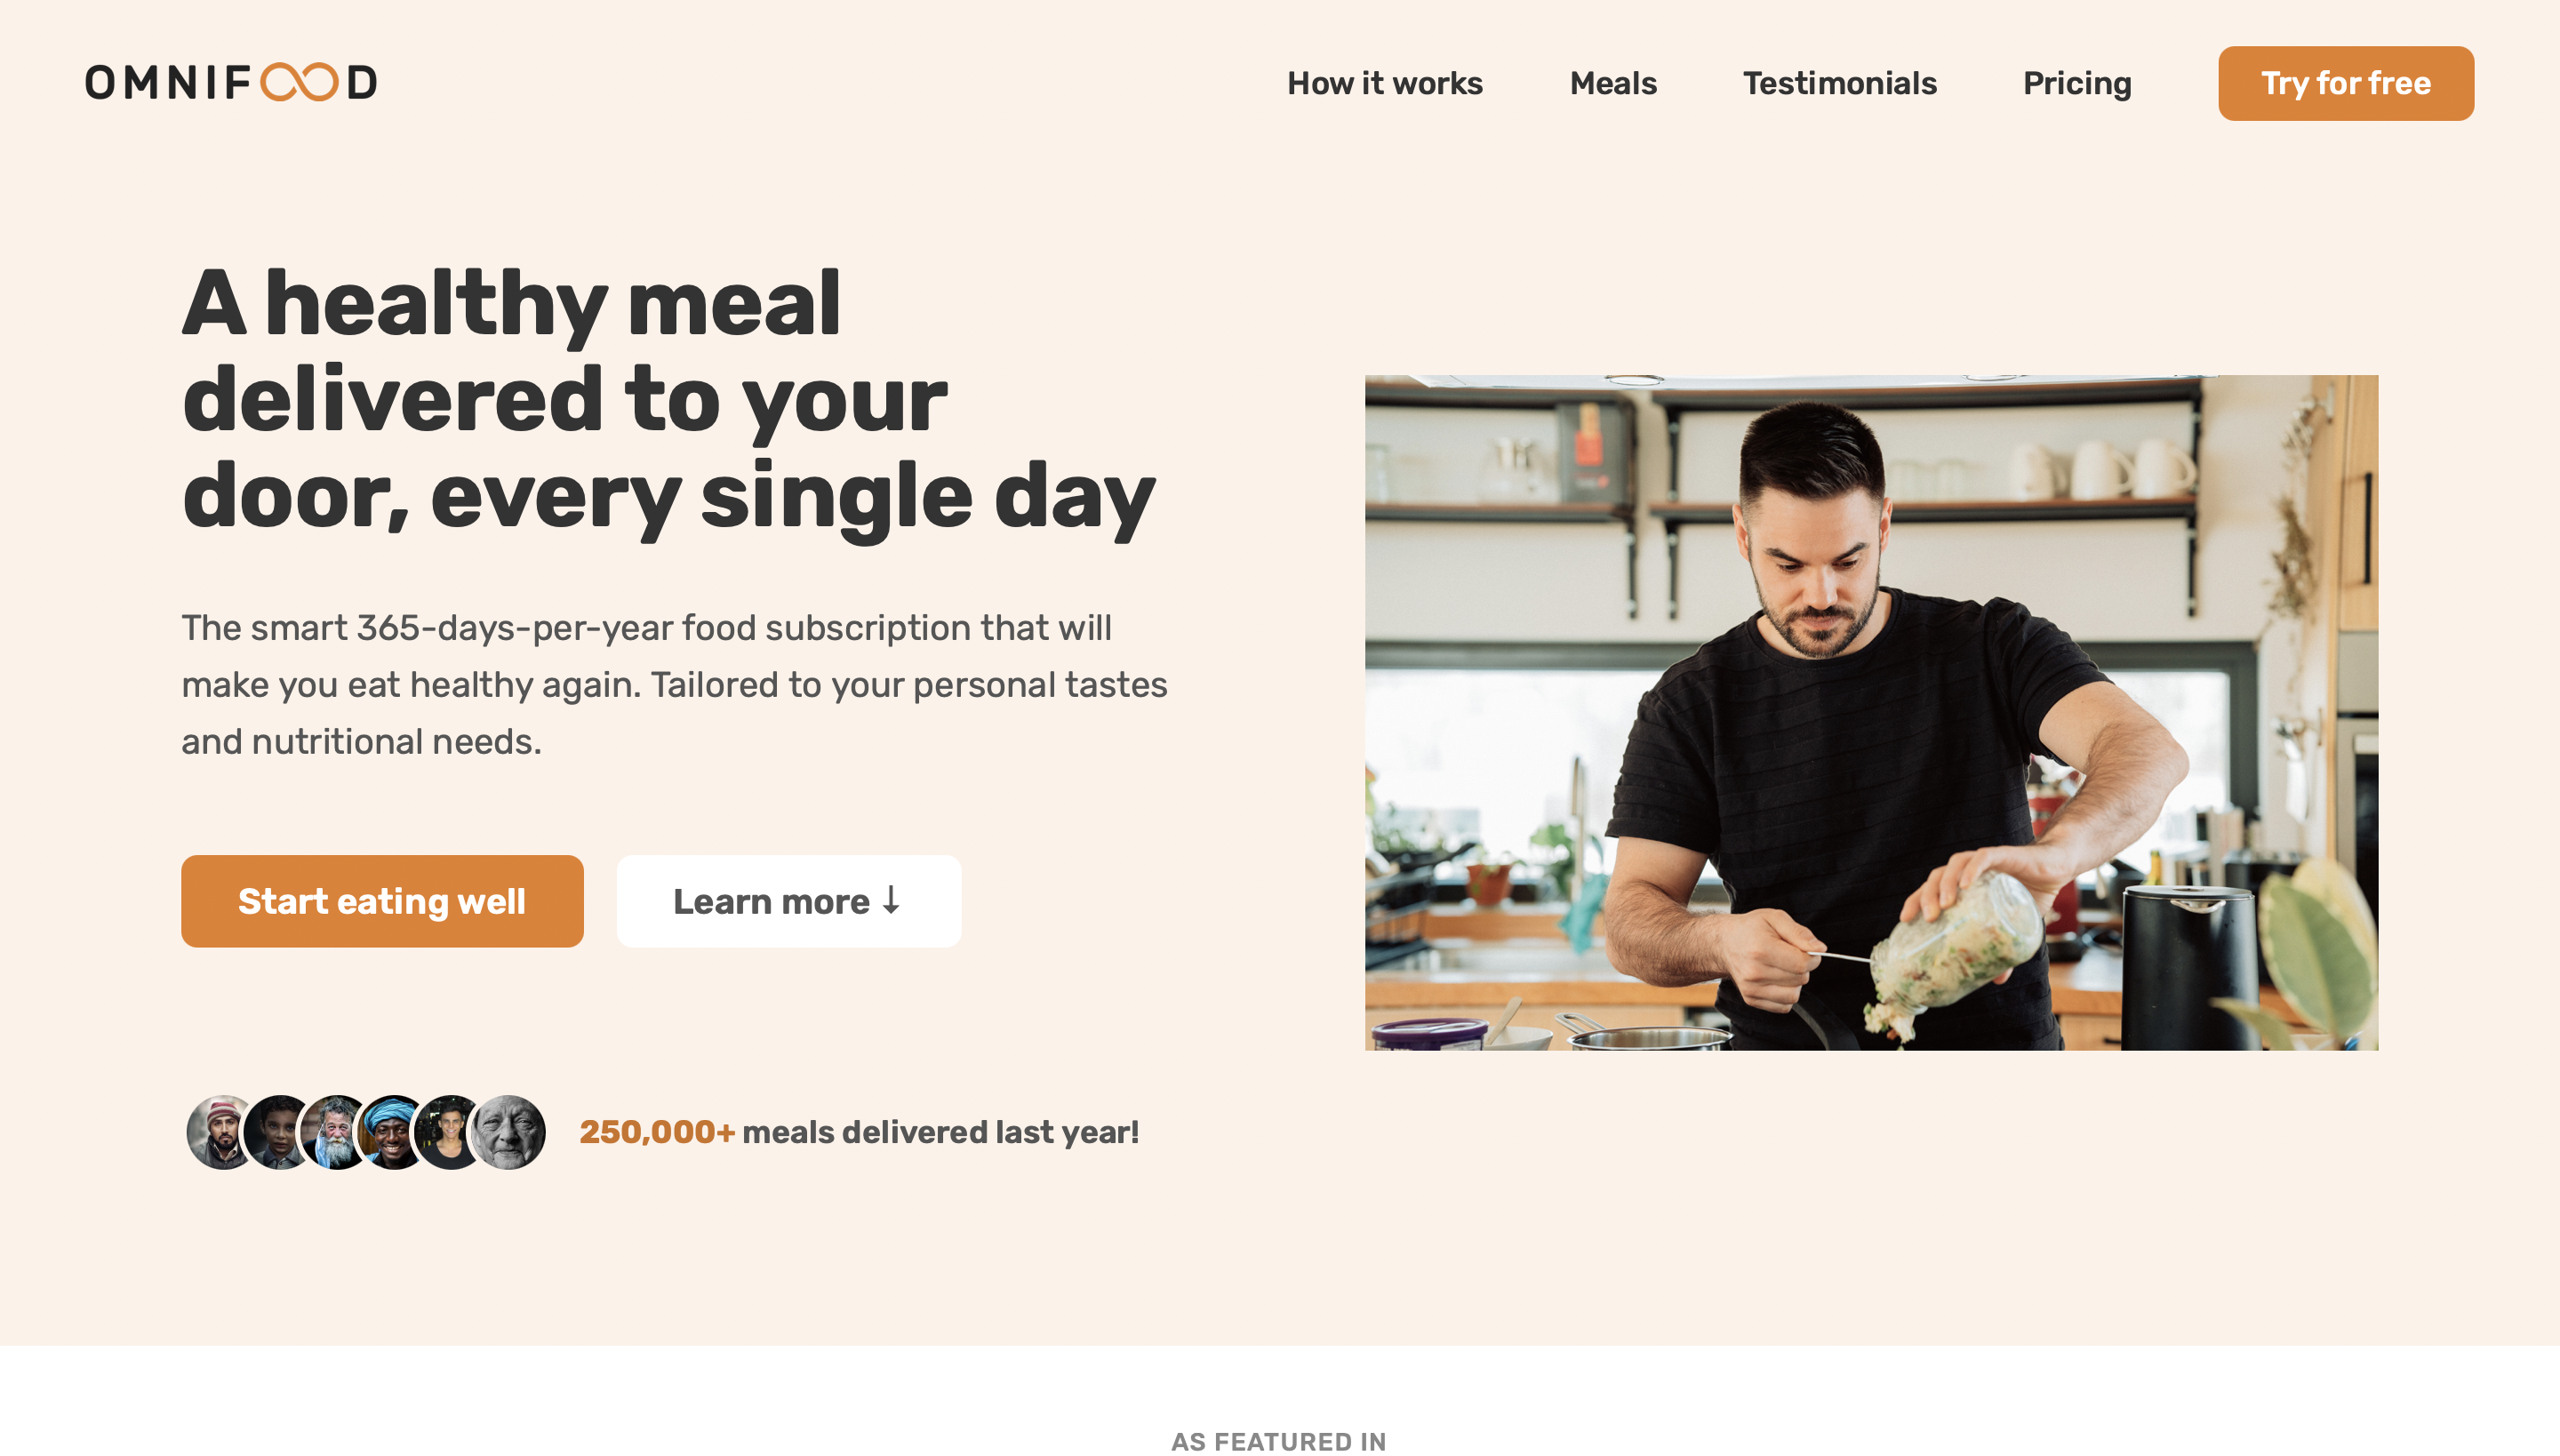 OMNIFOOD
How it works Meals Testimonials Pricing Try for free
A healthy meal
delivered to your
door, every single day
The smart 365-days-per-year food subscription that will
make you eat healthy again. Tailored to your personal tastes
and nutritional needs.
Start eating well Learn more ↓
250,000+ meals delivered last year!
AS FEATURED IN